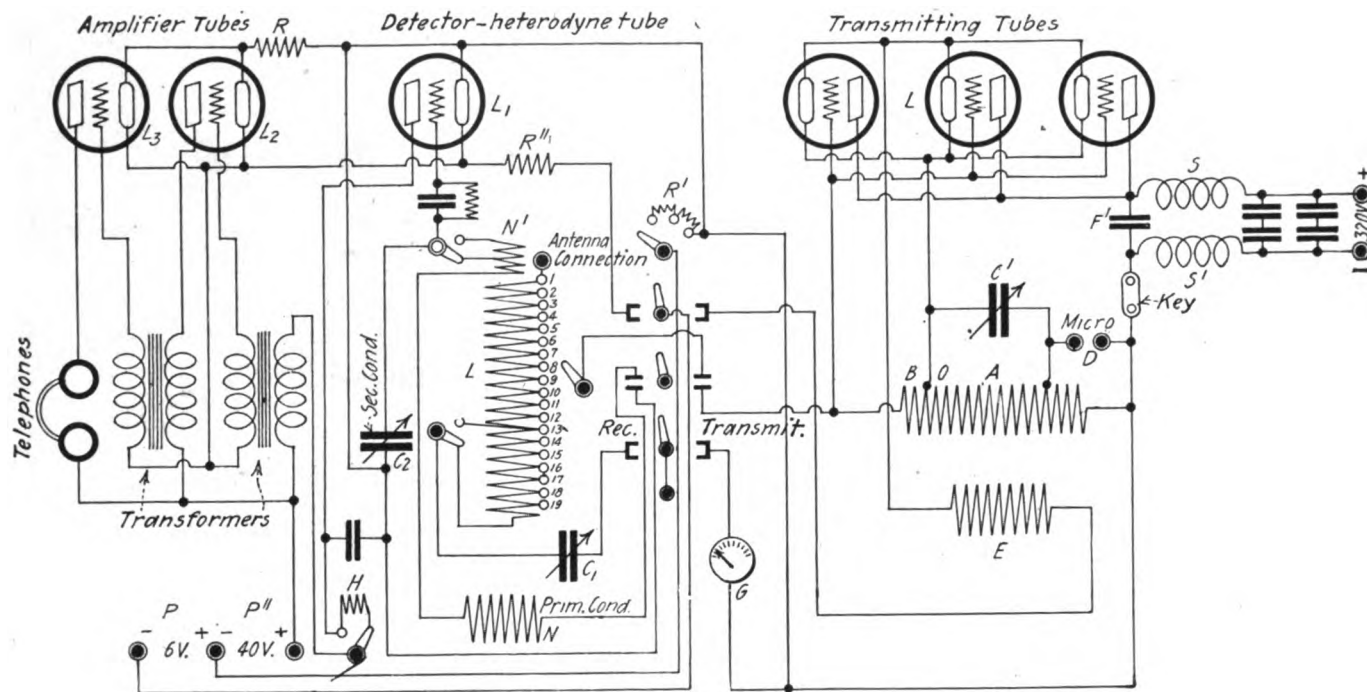 Amplifier Tubes
Detector-heterodyne tube
Transmitting Tubes
R
L3
L2
L1
L
R"1
R'
S
+
320V.
-
F'
S'
Key
N'
Antenna
Connection
1
2
3
4
5
6
7
8
9
10
11
12
13
14
15
16
17
18
19
L
C'
Micro
D
B O A
Telephones
Sec. Cond.
C2
Rec.
Transmit.
Transformers
E
C1
G
H
Prim. Cond.
N
P P"
- 6V. + - 40V. +